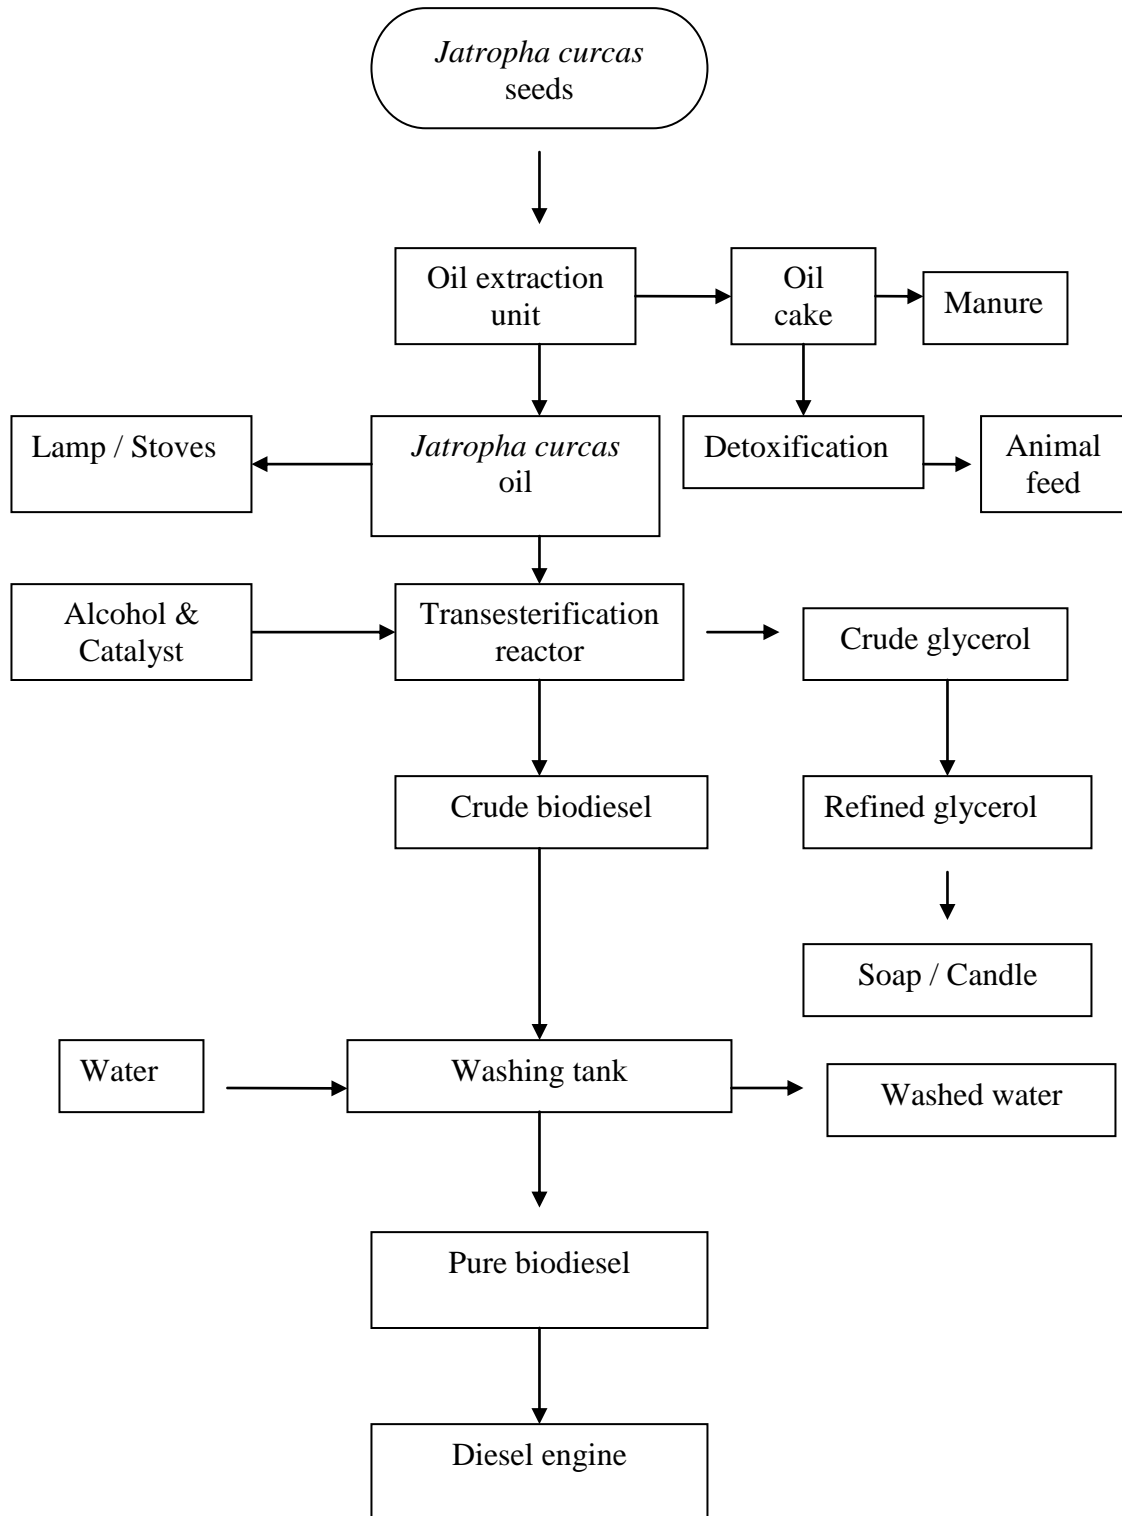 Jatropha curcas
seeds
Oil extraction
unit
Oil
cake
Manure
Lamp / Stoves
Jatropha curcas
oil
Detoxification
Animal
feed
Alcohol &
Catalyst
Transesterification
reactor
Crude glycerol
Crude biodiesel
Refined glycerol
Soap / Candle
Water
Washing tank
Washed water
Pure biodiesel
Diesel engine